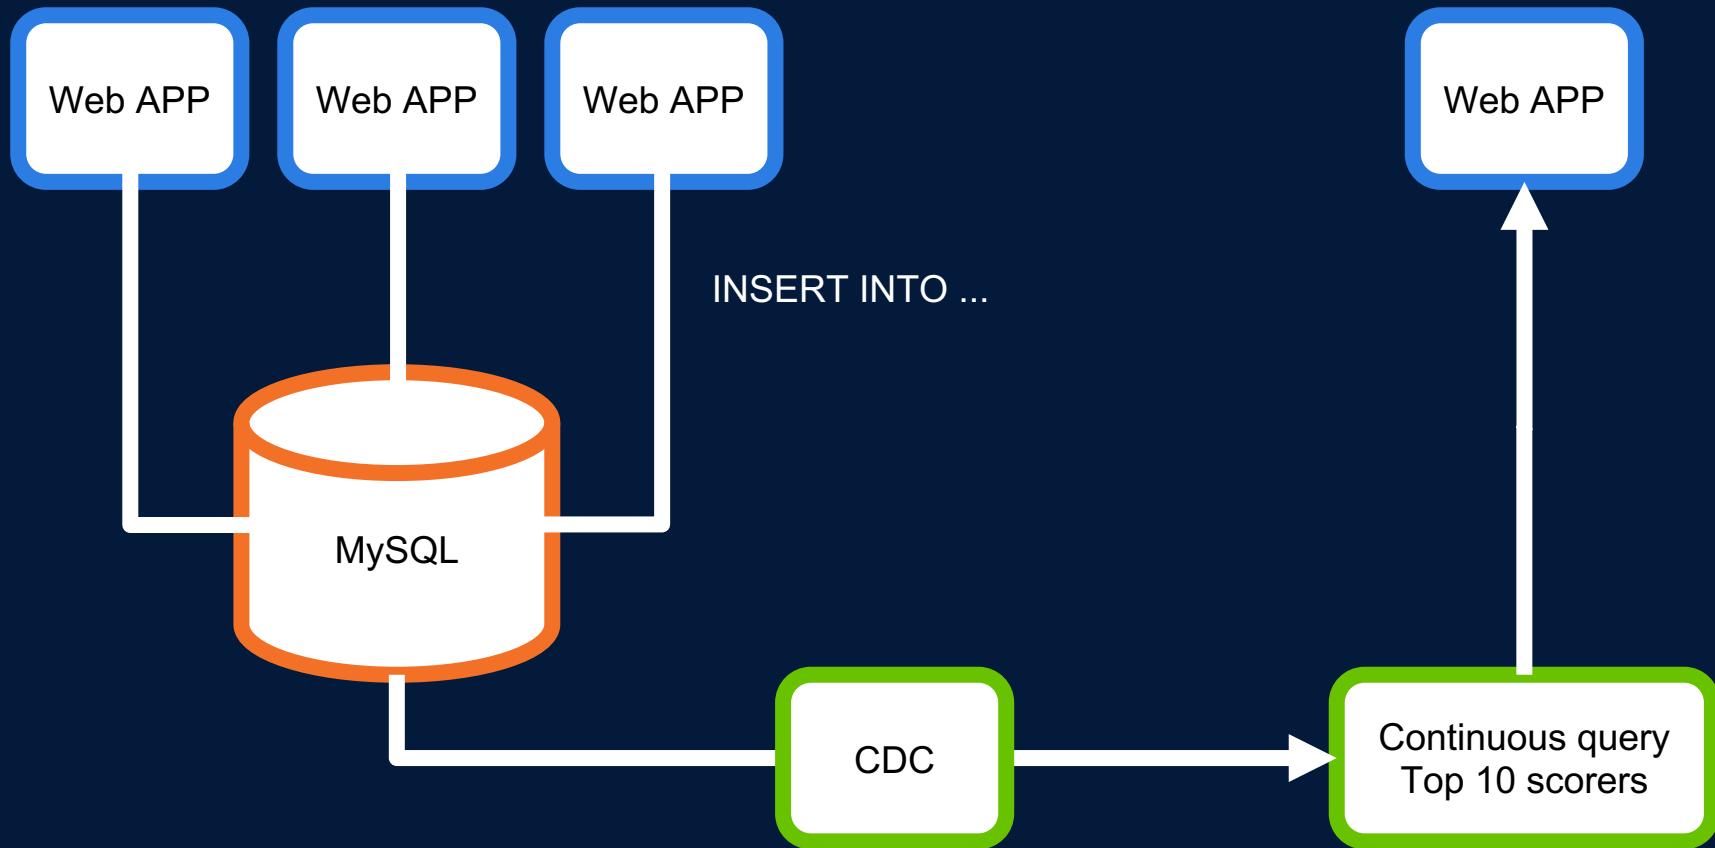 Web APP
Web APP
Web APP
Web APP
INSERT INTO ...
MySQL
CDC
Continuous query
Top 10 scorers